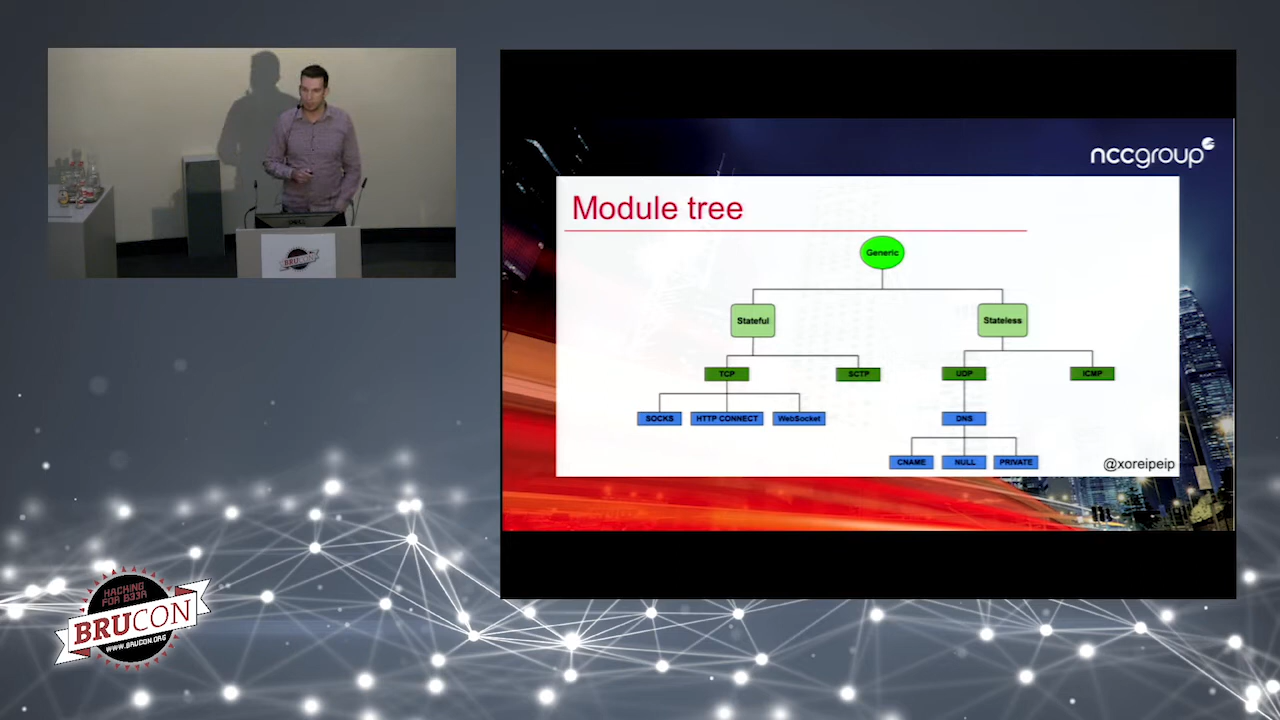 nccgroup
Module tree
Generic
Stateful
Stateless
TCP
SCTP
UDP
ICMP
SOCKS
HTTP CONNECT
WebSocket
DNS
CNAME
NULL
PRIVATE
@xoreipeip
BRUCON
HACKING
FOR B33R
BRUCON
WWW.BRUCON.ORG